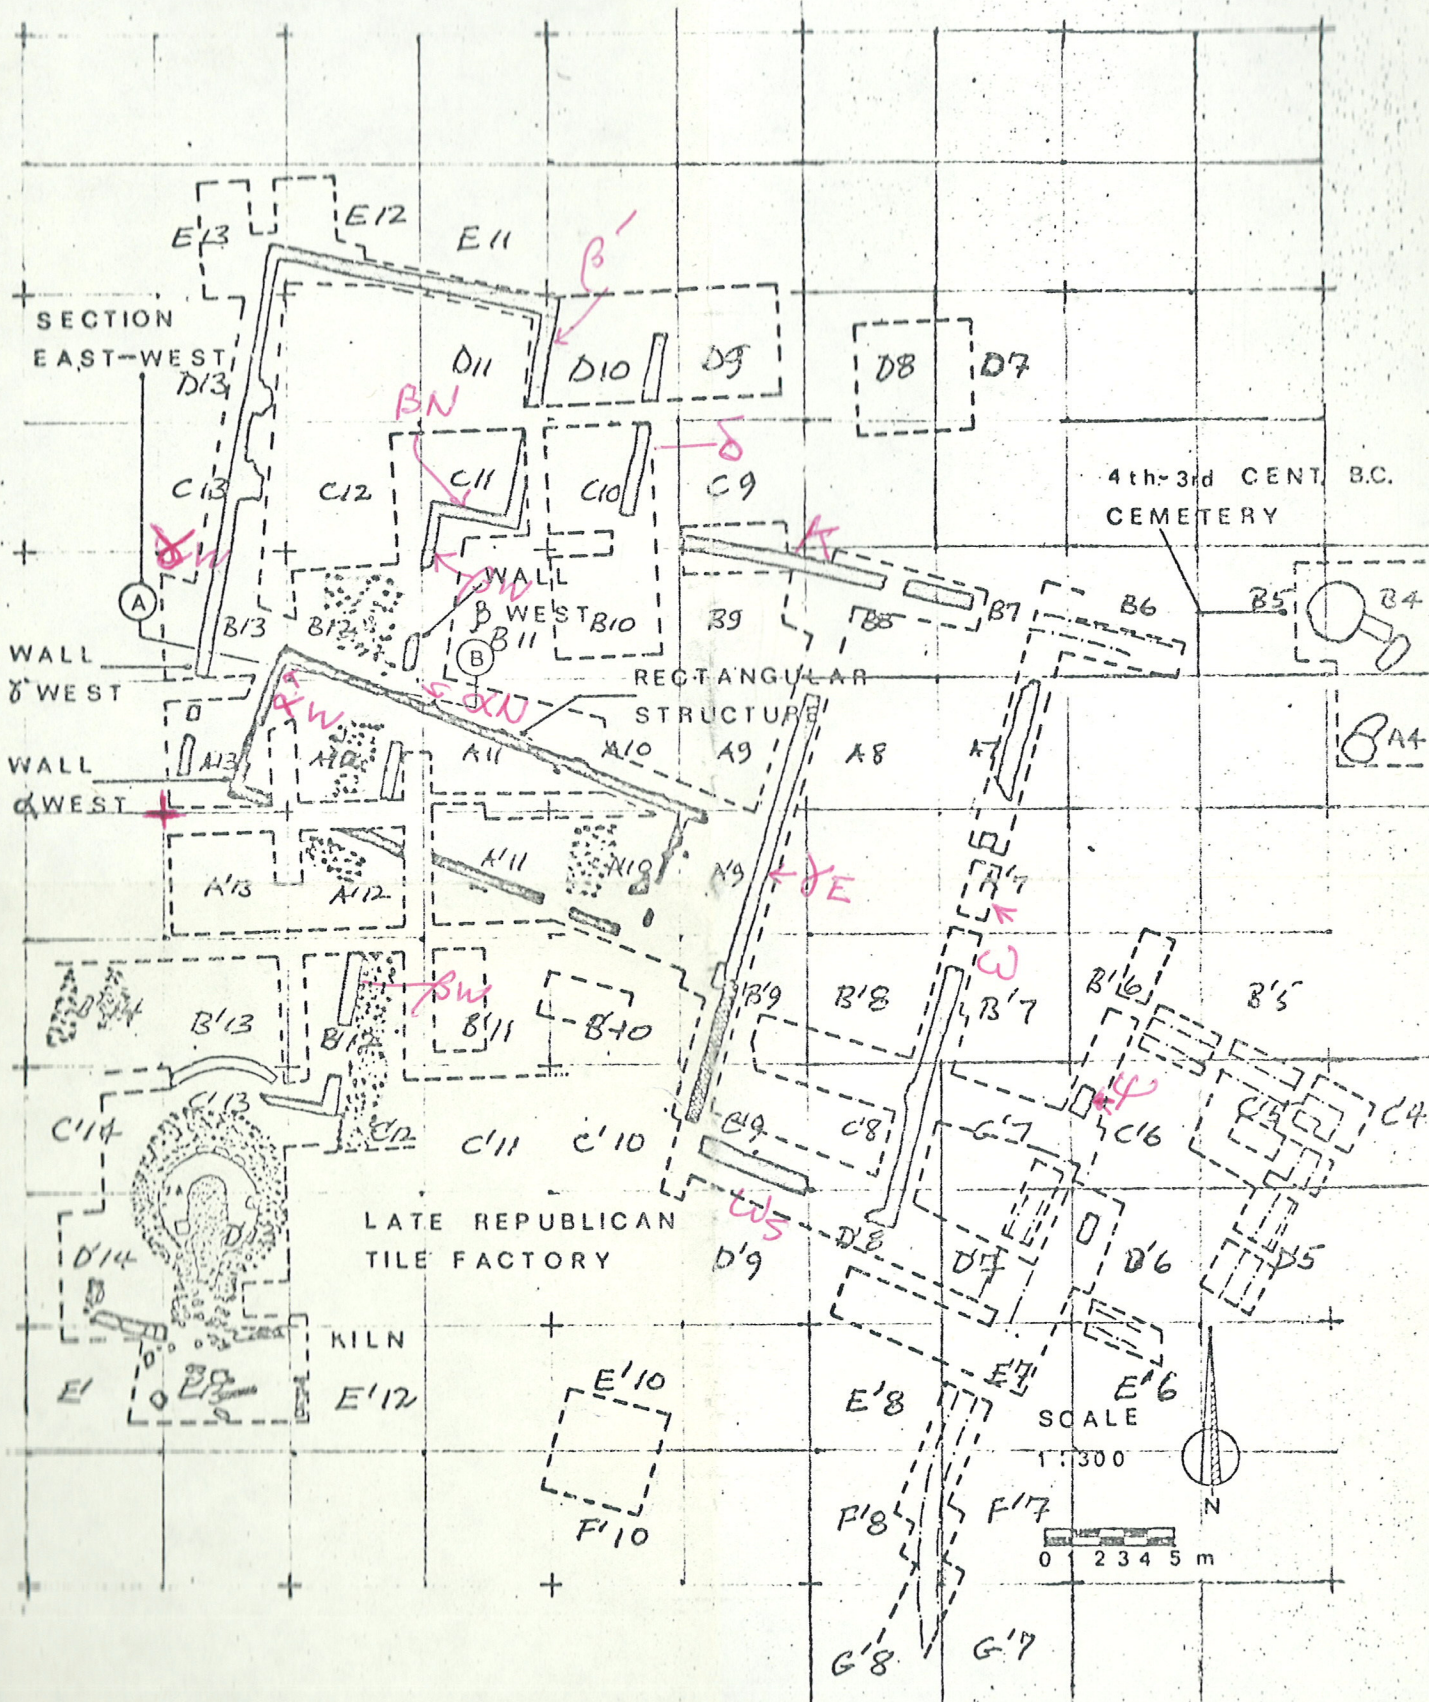 E13
E12
E11
β′
SECTION
EAST-WEST
D13
D11
D10
D9
D8
D7
βN
δ
C13
C12
C11
C10
C9
4th-3rd CENT. B.C.
CEMETERY
γW
K
A
WALL
β WEST
βW
B13
B12
B11
B10
B9
B8
B7
B6
B5
B4
B
WALL
γ WEST
RECTANGULAR
STRUCTURE
αW
αN
WALL
α WEST
A13
A12
A11
A10
A9
A8
A7
A4
A'13
A'12
A'11
A'10
A'9
γE
A'7
ω
βW
B'14
B'13
B'12
B'11
B'10
B'9
B'8
B'7
B'6
B'5
ψ
C'14
C'13
C'12
C'11
C'10
C'9
C'8
C'7
C'6
C'5
C'4
ωS
LATE REPUBLICAN
TILE FACTORY
D'14
D'9
D'8
D'7
D'6
D'5
KILN
E'
E'12
E'10
E'8
E'7
E'6
SCALE
1:300
F'10
F'8
F'7
N
0 1 2 3 4 5 m
G'8
G'7